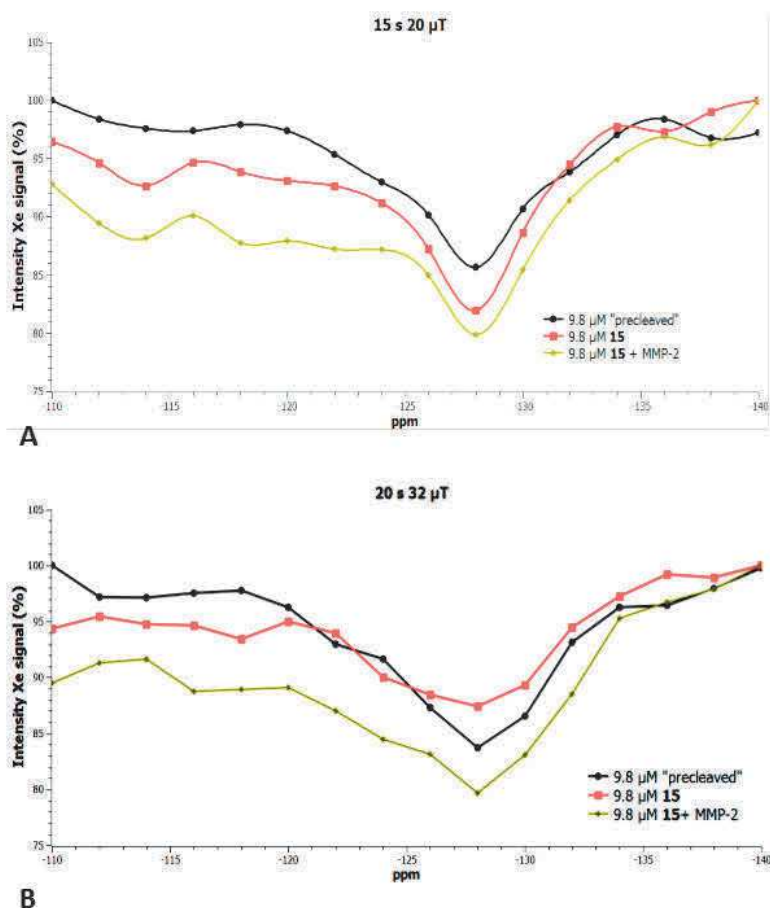 15 s 20 µT
105
100
95
90
85
80
75
Intensity Xe signal (%)
9.8 µM "precleaved"
9.8 µM 15
9.8 µM 15 + MMP-2
-110
-115
-120
-125
-130
-135
-140
ppm
A
20 s 32 µT
105
100
95
90
85
80
75
Intensity Xe signal (%)
9.8 µM "precleaved"
9.8 µM 15
9.8 µM 15+ MMP-2
-110
-115
-120
-125
-130
-135
-140
ppm
B